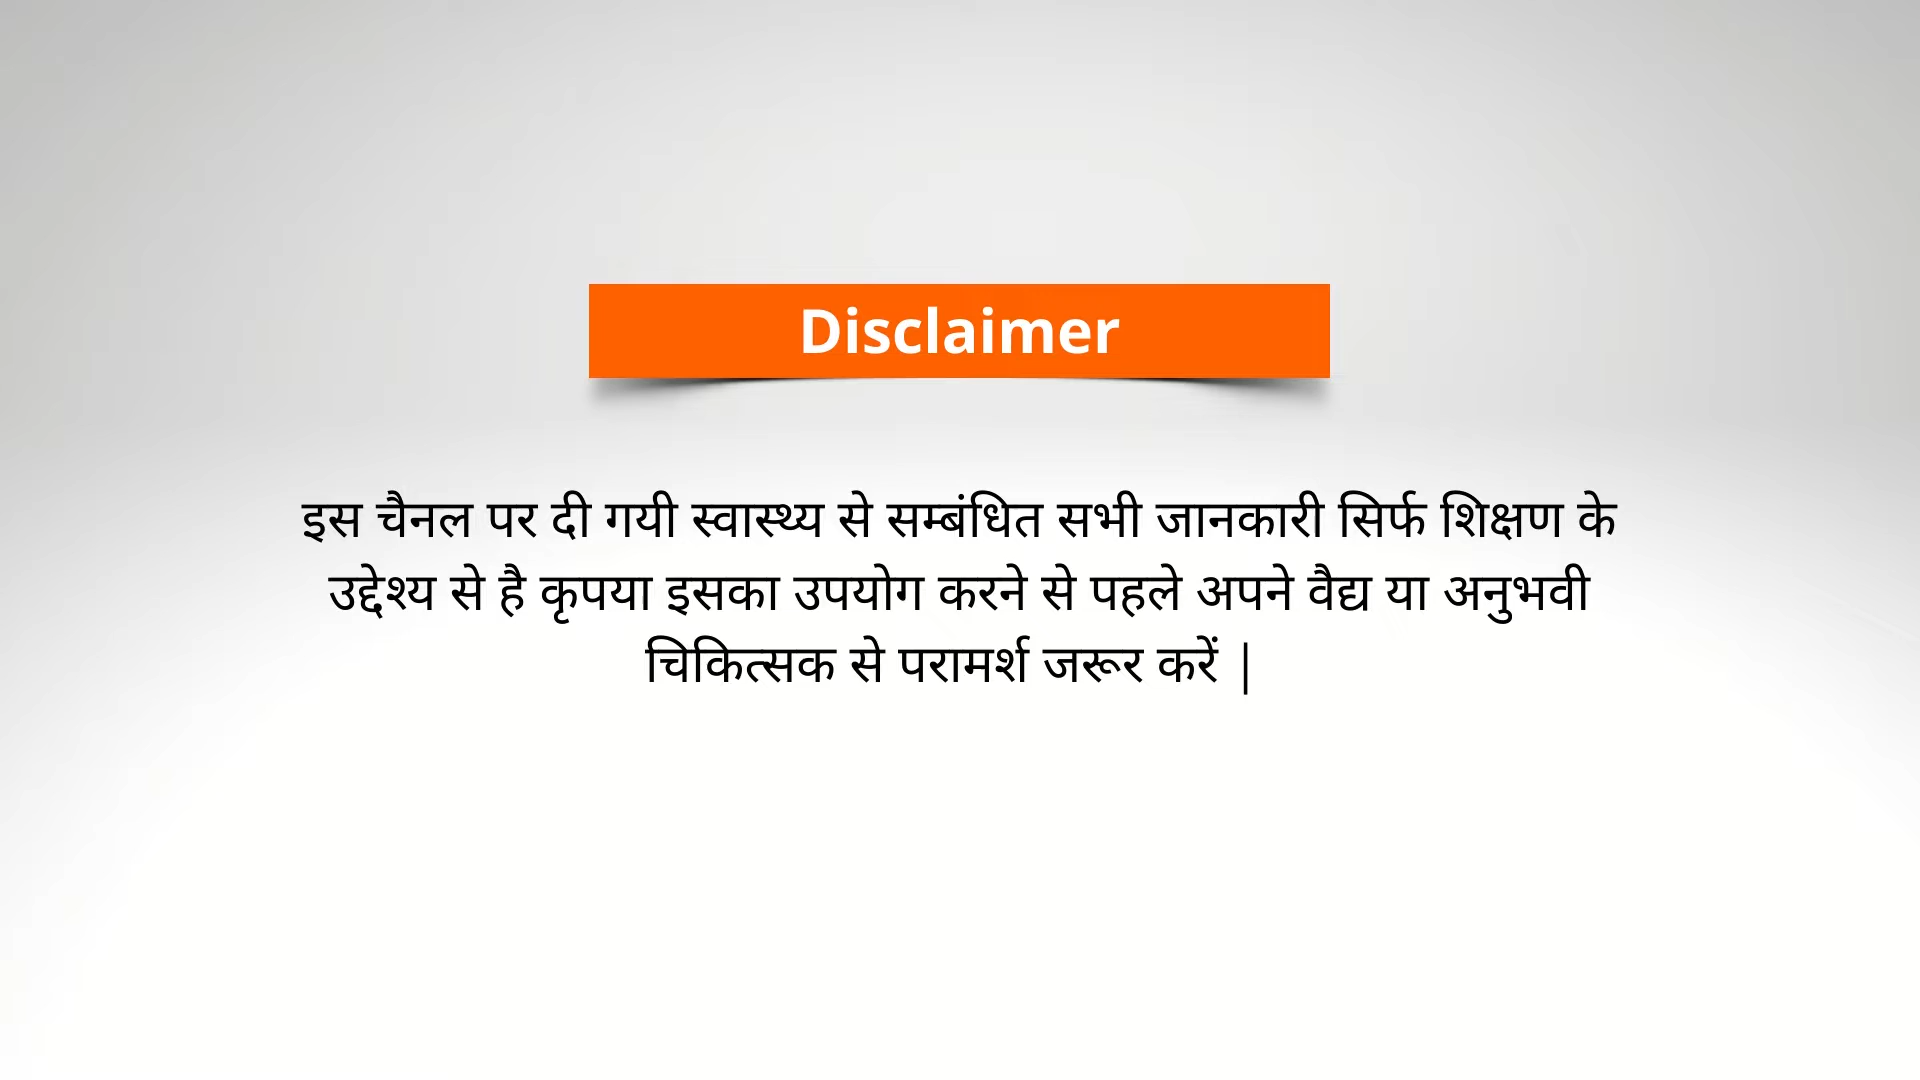 Disclaimer
इस चैनल पर दी गयी स्वास्थ्य से सम्बंधित सभी जानकारी सिर्फ शिक्षण के
उद्देश्य से है कृपया इसका उपयोग करने से पहले अपने वैद्य या अनुभवी
चिकित्सक से परामर्श जरूर करें |